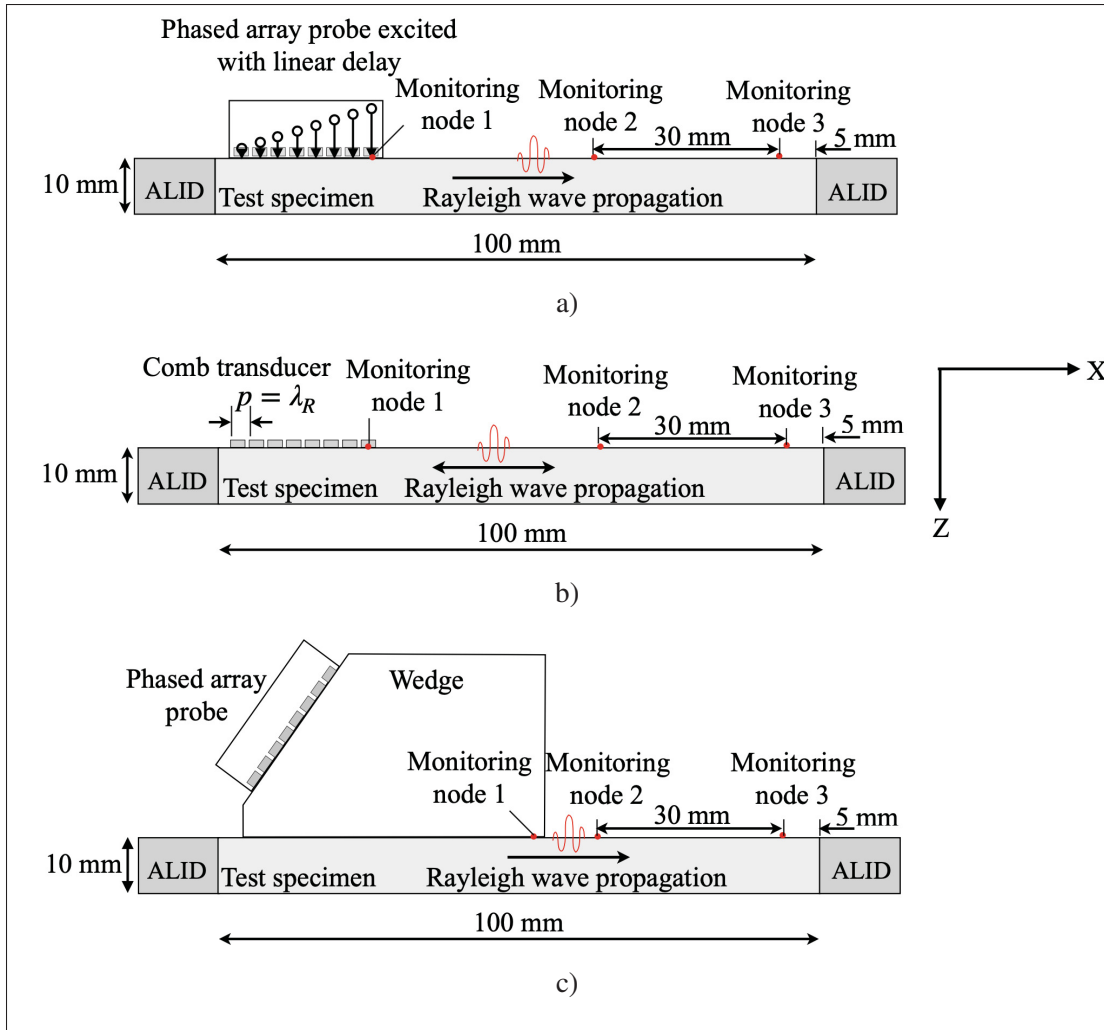 Phased array probe excited
with linear delay
Monitoring
node 1
Monitoring
node 2
Monitoring
node 3
30 mm
5 mm
10 mm
ALID
Test specimen
Rayleigh wave propagation
ALID
100 mm
a)
Comb transducer
p = λ_R
Monitoring
node 1
Monitoring
node 2
Monitoring
node 3
30 mm
5 mm
X
Z
10 mm
ALID
Test specimen
Rayleigh wave propagation
ALID
100 mm
b)
Phased array
probe
Wedge
Monitoring
node 1
Monitoring
node 2
Monitoring
node 3
30 mm
5 mm
10 mm
ALID
Test specimen
Rayleigh wave propagation
ALID
100 mm
c)